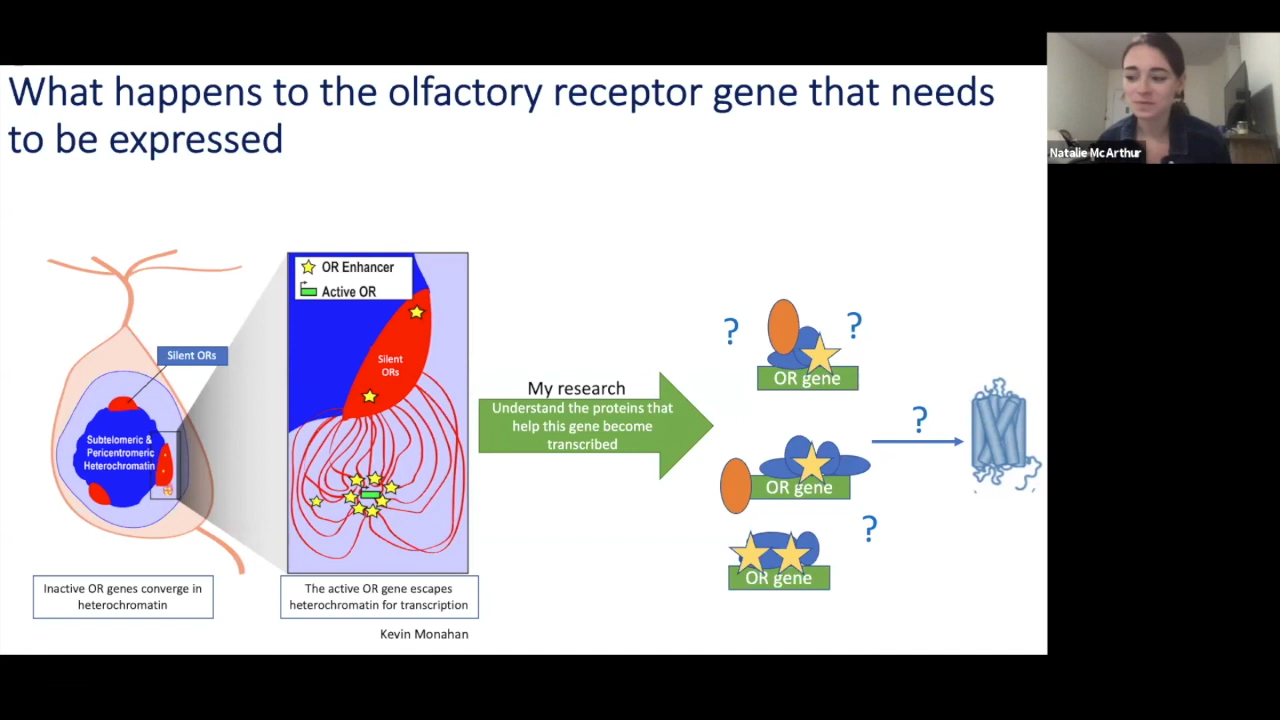 What happens to the olfactory receptor gene that needs
to be expressed
Natalie McArthur
OR Enhancer
Active OR
Silent ORs
Silent
ORs
Subtelomeric &
Pericentromeric
Heterochromatin
My research
Understand the proteins that
help this gene become
transcribed
?
?
OR gene
?
OR gene
?
OR gene
Inactive OR genes converge in
heterochromatin
The active OR gene escapes
heterochromatin for transcription
Kevin Monahan